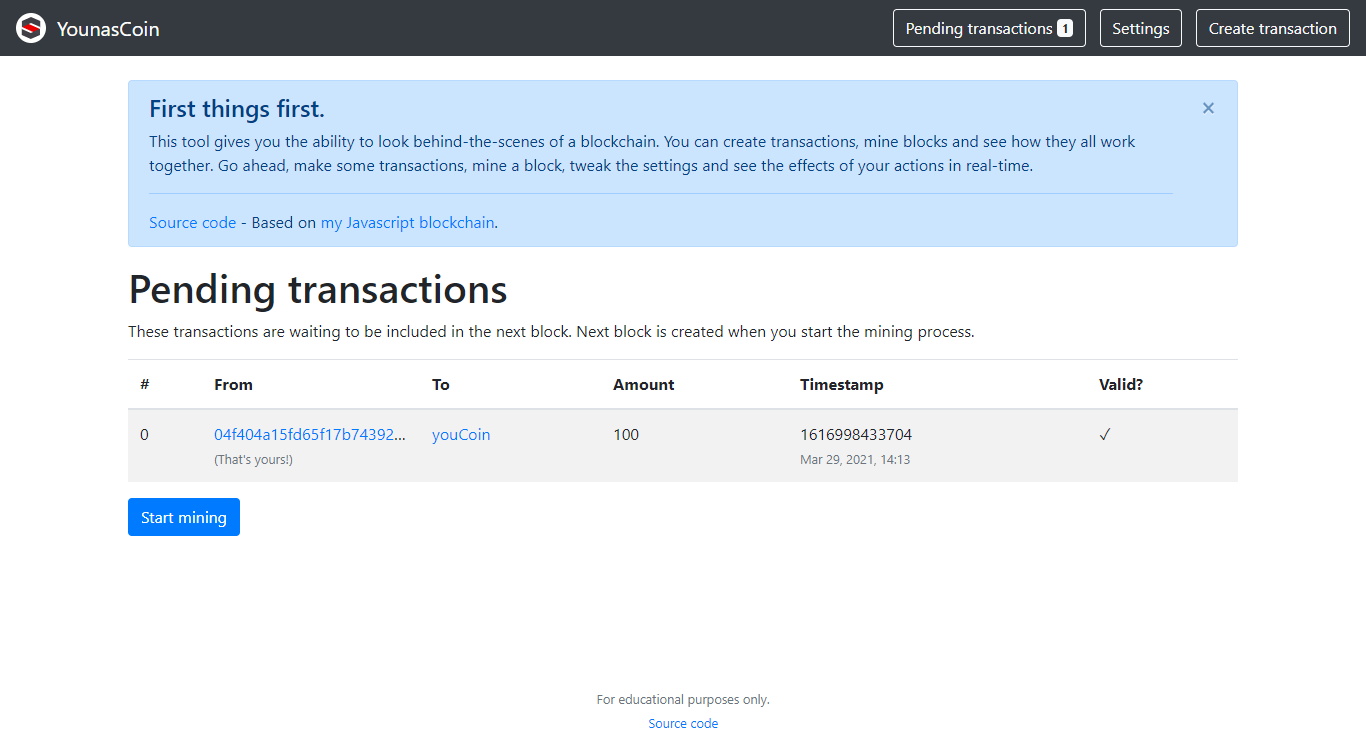 YounasCoin
Pending transactions 1
Settings
Create transaction
First things first.
×
This tool gives you the ability to look behind-the-scenes of a blockchain. You can create transactions, mine blocks and see how they all work
together. Go ahead, make some transactions, mine a block, tweak the settings and see the effects of your actions in real-time.
Source code - Based on my Javascript blockchain.
Pending transactions
These transactions are waiting to be included in the next block. Next block is created when you start the mining process.
# From To Amount Timestamp Valid?
0 04f404a15fd65f17b74392... youCoin 100 1616998433704 ✓
(That's yours!) Mar 29, 2021, 14:13
Start mining
For educational purposes only.
Source code